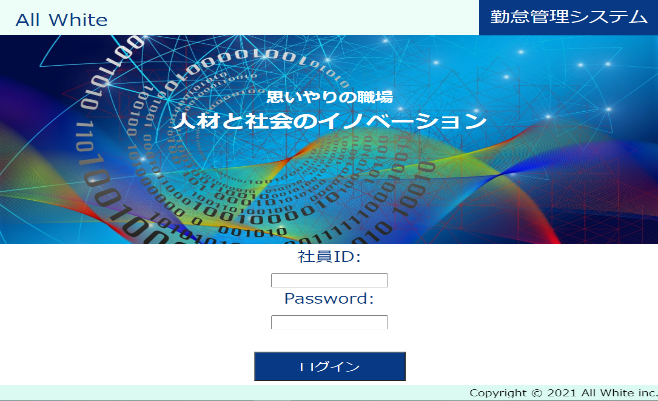 All White
勤怠管理システム
思いやりの職場
人材と社会のイノベーション
社員ID:
Password:
ログイン
Copyright © 2021 All White inc.